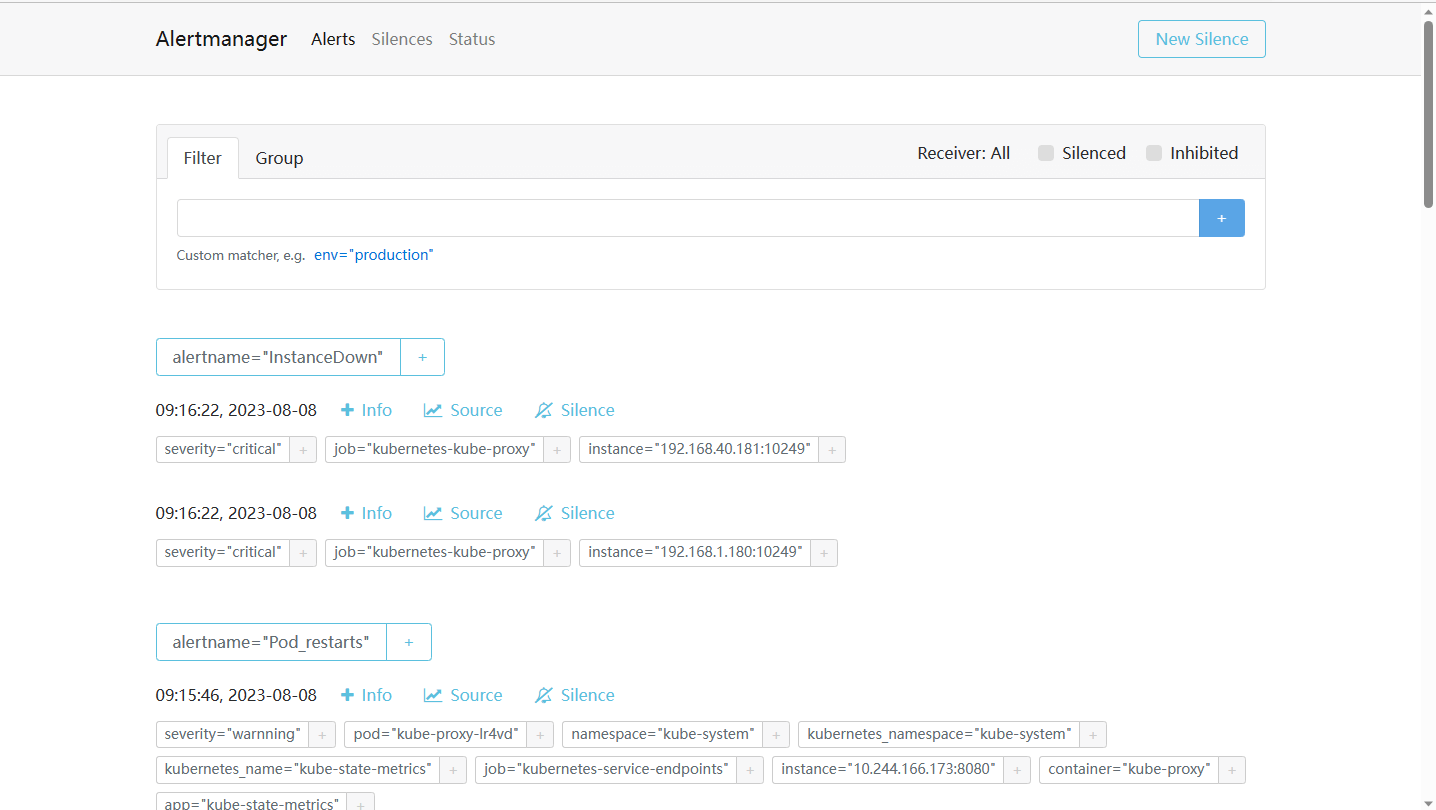 Alertmanager Alerts Silences Status New Silence
Filter Group Receiver: All Silenced Inhibited
+
Custom matcher, e.g. env="production"
alertname="InstanceDown" +
09:16:22, 2023-08-08 + Info Source Silence
severity="critical" + job="kubernetes-kube-proxy" + instance="192.168.40.181:10249" +
09:16:22, 2023-08-08 + Info Source Silence
severity="critical" + job="kubernetes-kube-proxy" + instance="192.168.1.180:10249" +
alertname="Pod_restarts" +
09:15:46, 2023-08-08 + Info Source Silence
severity="warnning" + pod="kube-proxy-lr4vd" + namespace="kube-system" + kubernetes_namespace="kube-system" +
kubernetes_name="kube-state-metrics" + job="kubernetes-service-endpoints" + instance="10.244.166.173:8080" + container="kube-proxy" +
app="kube-state-metrics" +